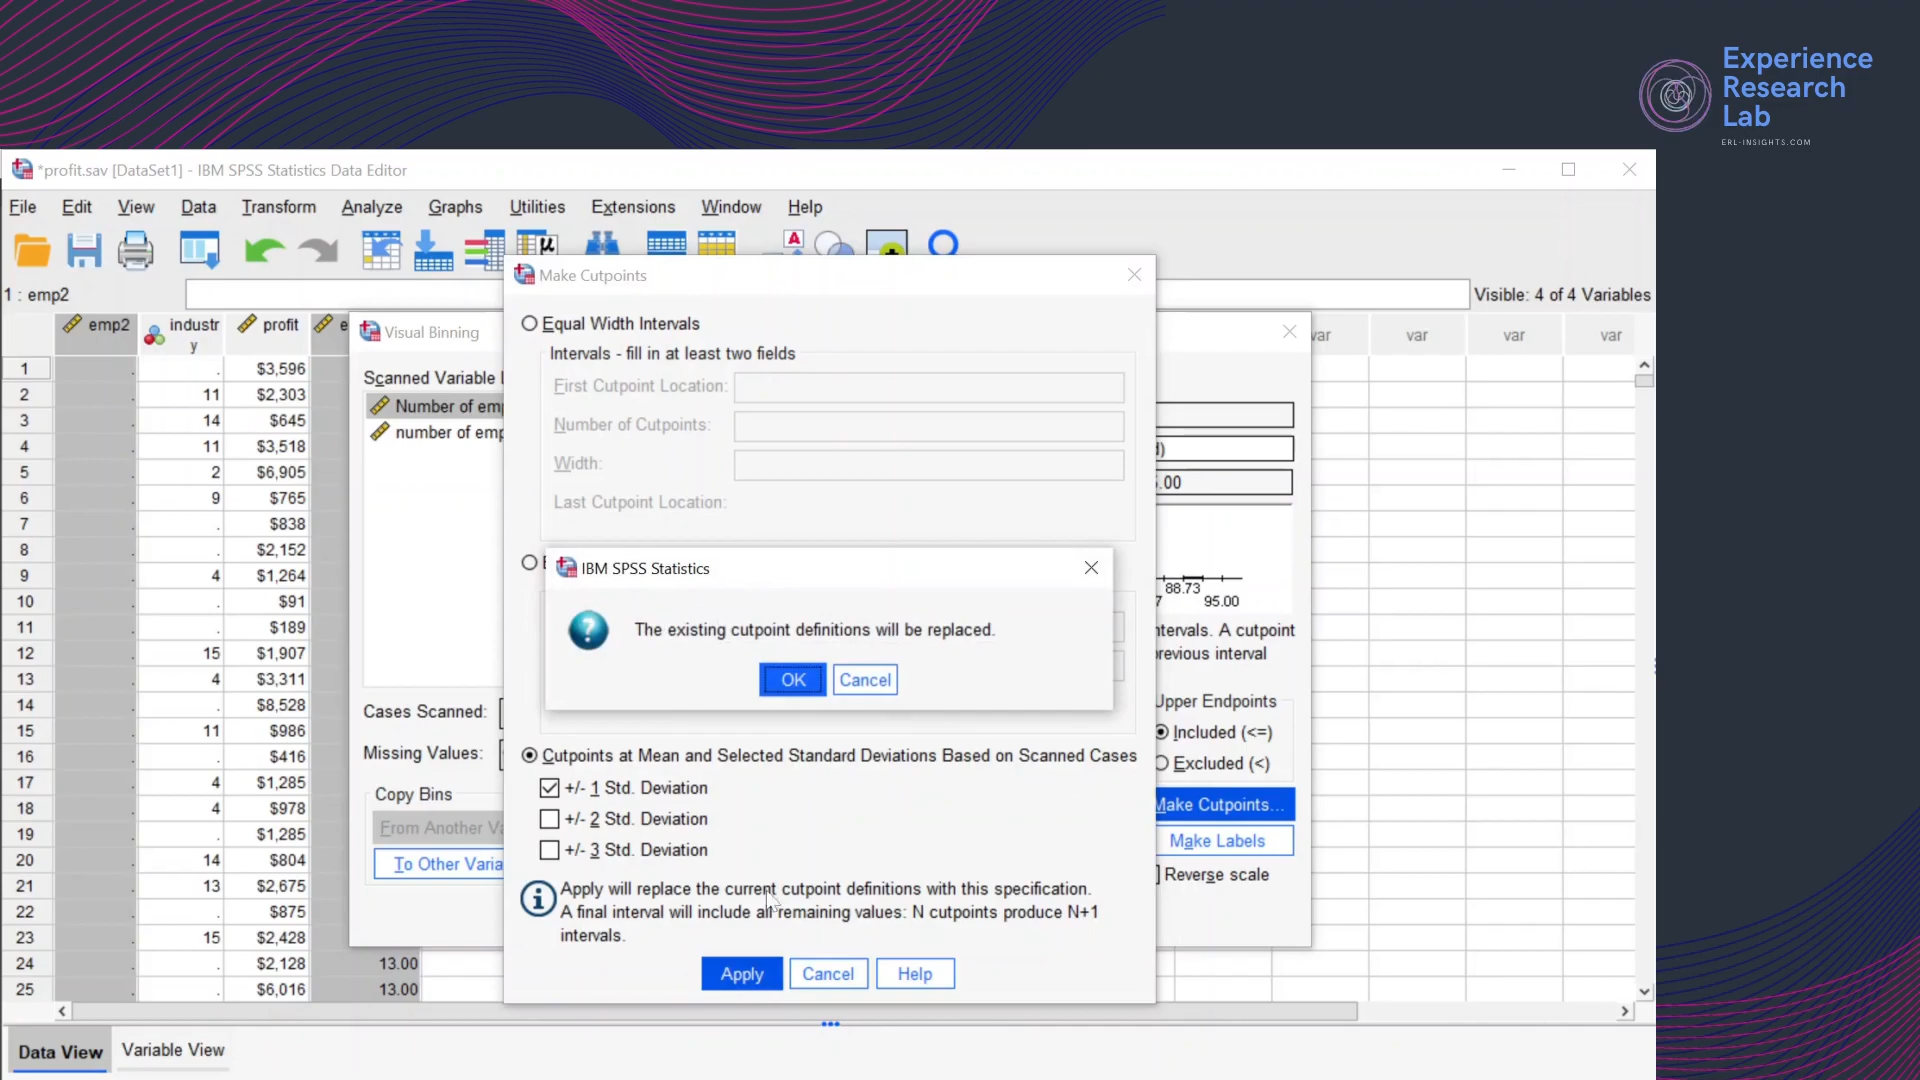 Experience
Research
Lab
ERL-INSIGHTS.COM
*profit.sav [DataSet1] - IBM SPSS Statistics Data Editor
File Edit View Data Transform Analyze Graphs Utilities Extensions Window Help
1 : emp2
Visible: 4 of 4 Variables
emp2 industry profit e
var var var var
1 . . $3,596
2 . 11 $2,303
3 . 14 $645
4 . 11 $3,518
5 . 2 $6,905
6 . 9 $765
7 . . $838
8 . . $2,152
9 . 4 $1,264
10 . . $91
11 . . $189
12 . 15 $1,907
13 . 4 $3,311
14 . . $8,528
15 . 11 $986
16 . . $416
17 . 4 $1,285
18 . 4 $978
19 . . $1,285
20 . 14 $804
21 . 13 $2,675
22 . . $875
23 . 15 $2,428
24 . . $2,128 13.00
25 . . $6,016 13.00
Data View Variable View
Visual Binning
Scanned Variable
Number of emp
number of emp
Cases Scanned:
Missing Values:
Copy Bins
From Another Va
To Other Varia
.00
88.73
7 95.00
ntervals. A cutpoint
previous interval
Upper Endpoints
Included (<=)
Excluded (<)
Make Cutpoints...
Make Labels
Reverse scale
Make Cutpoints
Equal Width Intervals
Intervals - fill in at least two fields
First Cutpoint Location:
Number of Cutpoints:
Width:
Last Cutpoint Location:
IBM SPSS Statistics
The existing cutpoint definitions will be replaced.
OK Cancel
Cutpoints at Mean and Selected Standard Deviations Based on Scanned Cases
+/- 1 Std. Deviation
+/- 2 Std. Deviation
+/- 3 Std. Deviation
Apply will replace the current cutpoint definitions with this specification.
A final interval will include all remaining values: N cutpoints produce N+1
intervals.
Apply Cancel Help